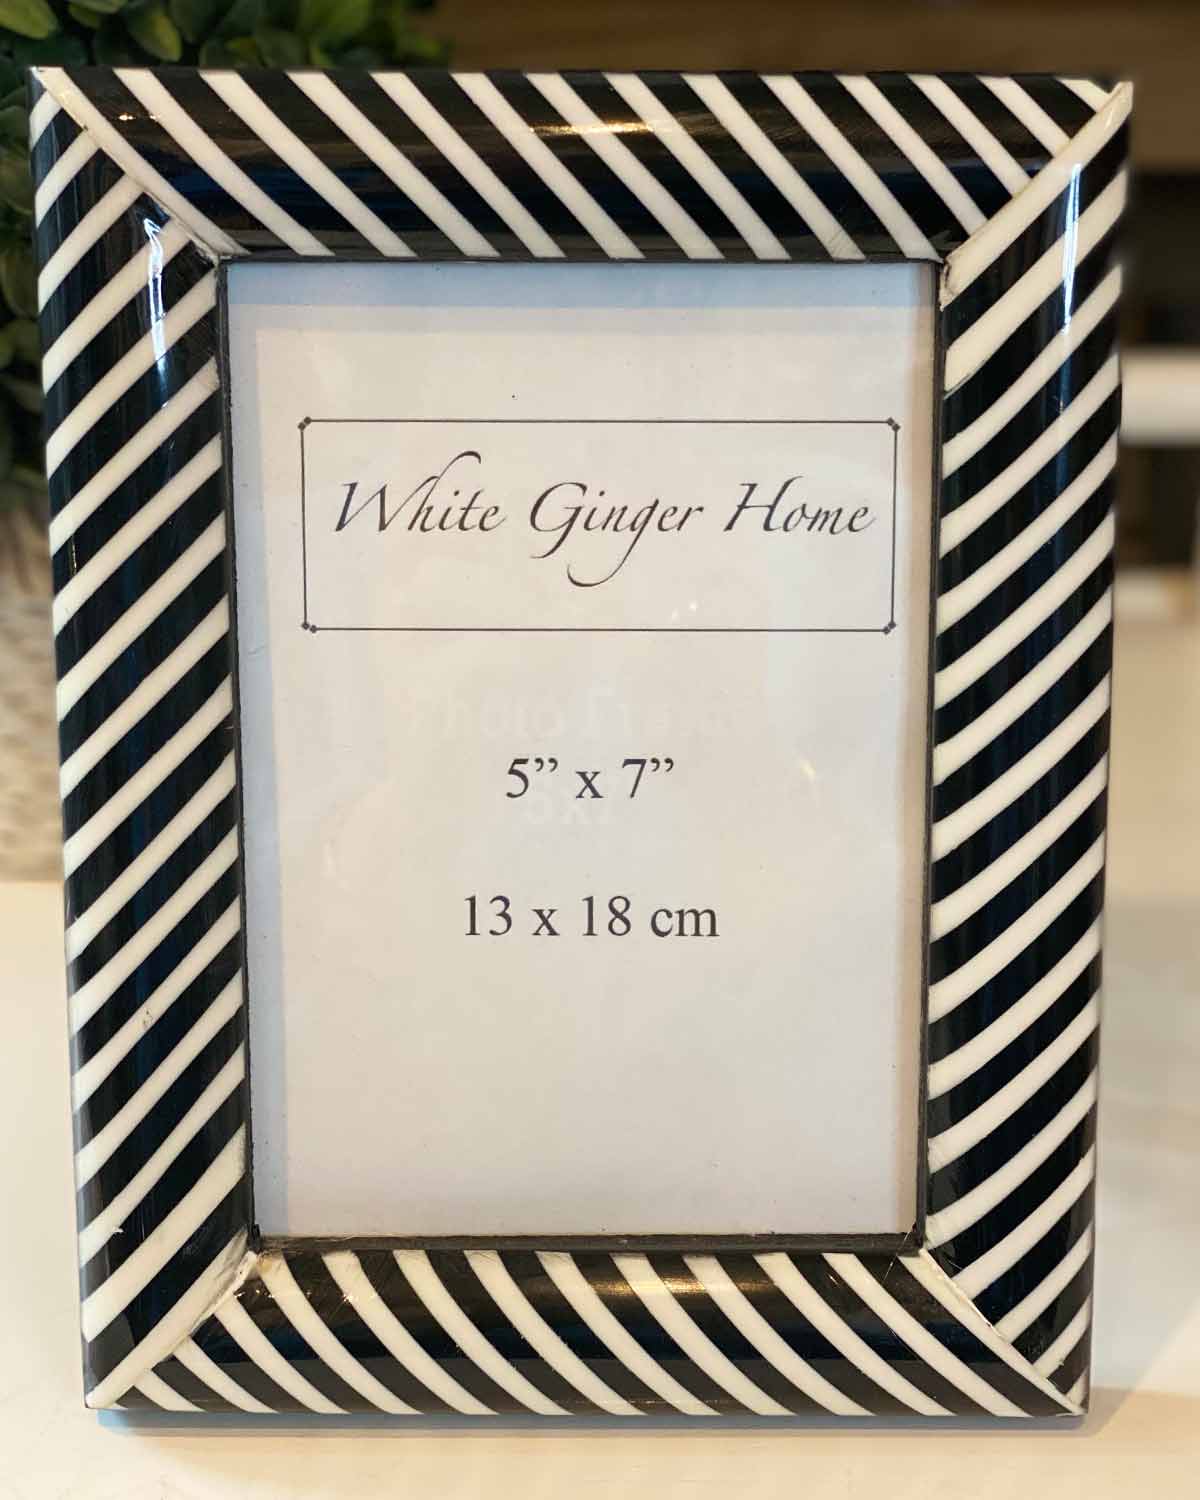 White Ginger Home
5” x 7”
13 x 18 cm